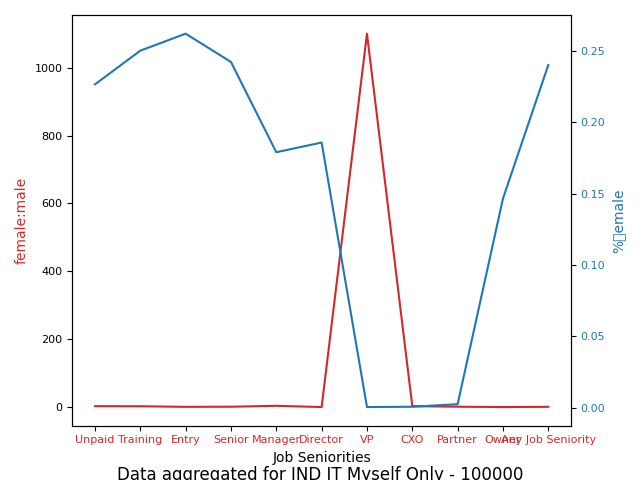 1000
800
600
400
200
0
female:male
0.25
0.20
0.15
0.10
0.05
0.00
%▯emale
Unpaid Training Entry Senior Manager Director VP CXO Partner Owner Any Job Seniority
Job Seniorities
Data aggregated for IND IT Myself Only - 100000